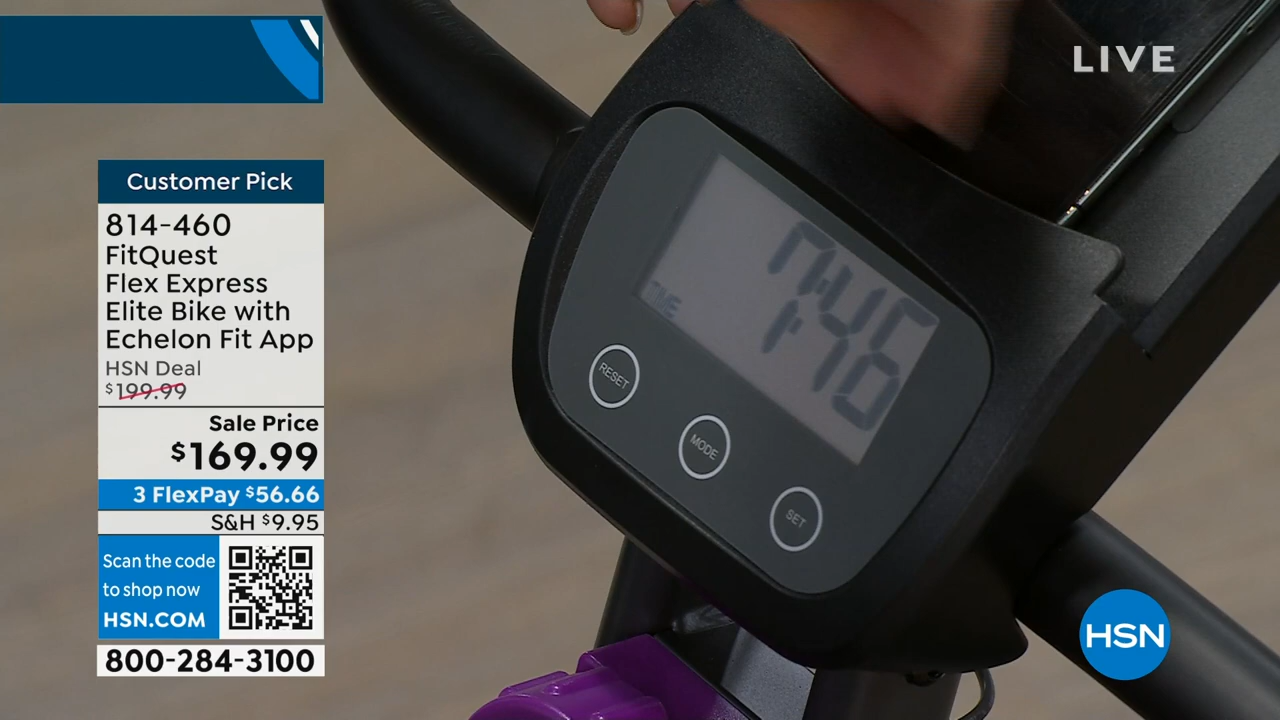 LIVE
Customer Pick
814-460
FitQuest
Flex Express
Elite Bike with
Echelon Fit App
HSN Deal
$199.99
Sale Price
$169.99
3 FlexPay $56.66
S&H $9.95
Scan the code
to shop now
HSN.COM
800-284-3100
TIME
RESET
MODE
SET
HSN